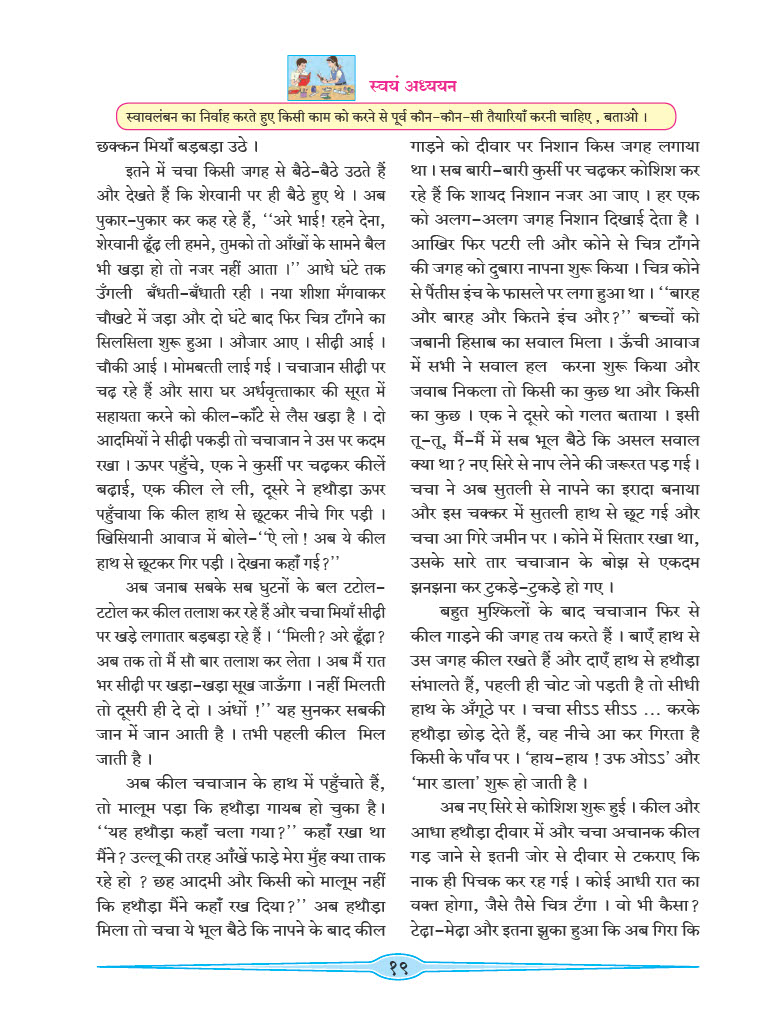 स्वयं अध्ययन
स्वावलंबन का निर्वाह करते हुए किसी काम को करने से पूर्व कौन-कौन-सी तैयारियाँ करनी चाहिए , बताओ ।
छक्कन मियाँ बड़बड़ा उठे ।
इतने में चचा किसी जगह से बैठे-बैठे उठते हैं
और देखते हैं कि शेरवानी पर ही बैठे हुए थे । अब
पुकार-पुकार कर कह रहे हैं, ‘‘अरे भाई! रहने देना,
शेरवानी ढूँढ़ ली हमने, तुमको तो आँखों के सामने बैल
भी खड़ा हो तो नजर नहीं आता ।’’ आधे घंटे तक
उँगली बँधती-बँधाती रही । नया शीशा मँगवाकर
चौखटे में जड़ा और दो घंटे बाद फिर चित्र टाँगने का
सिलसिला शुरू हुआ । औजार आए । सीढ़ी आई ।
चौकी आई । मोमबत्ती लाई गई । चचाजान सीढ़ी पर
चढ़ रहे हैं और सारा घर अर्धवृत्ताकार की सूरत में
सहायता करने को कील-काँटे से लैस खड़ा है । दो
आदमियों ने सीढ़ी पकड़ी तो चचाजान ने उस पर कदम
रखा । ऊपर पहुँचे, एक ने कुर्सी पर चढ़कर कीलें
बढ़ाई, एक कील ले ली, दूसरे ने हथौड़ा ऊपर
पहुँचाया कि कील हाथ से छूटकर नीचे गिर पड़ी ।
खिसियानी आवाज में बोले-‘‘ऐ लो ! अब ये कील
हाथ से छूटकर गिर पड़ी । देखना कहाँ गई ?’’
अब जनाब सबके सब घुटनों के बल टटोल-
टटोल कर कील तलाश कर रहे हैं और चचा मियाँ सीढ़ी
पर खड़े लगातार बड़बड़ा रहे हैं । ‘‘मिली ? अरे ढूँढ़ा ?
अब तक तो मैं सौ बार तलाश कर लेता । अब मैं रात
भर सीढ़ी पर खड़ा-खड़ा सूख जाऊँगा । नहीं मिलती
तो दूसरी ही दे दो । अंधों !’’ यह सुनकर सबकी
जान में जान आती है । तभी पहली कील मिल
जाती है ।
अब कील चचाजान के हाथ में पहुँचाते हैं,
तो मालूम पड़ा कि हथौड़ा गायब हो चुका है ।
‘‘यह हथौड़ा कहाँ चला गया ?’’ कहाँ रखा था
मैंने ? उल्लू की तरह आँखें फाड़े मेरा मुँह क्या ताक
रहे हो ? छह आदमी और किसी को मालूम नहीं
कि हथौड़ा मैंने कहाँ रख दिया ?’’ अब हथौड़ा
मिला तो चचा ये भूल बैठे कि नापने के बाद कील
गाड़ने को दीवार पर निशान किस जगह लगाया
था । सब बारी-बारी कुर्सी पर चढ़कर कोशिश कर
रहे हैं कि शायद निशान नजर आ जाए । हर एक
को अलग-अलग जगह निशान दिखाई देता है ।
आखिर फिर पटरी ली और कोने से चित्र टाँगने
की जगह को दुबारा नापना शुरू किया । चित्र कोने
से पैंतीस इंच के फासले पर लगा हुआ था । ‘‘बारह
और बारह और कितने इंच और ?’’ बच्चों को
जबानी हिसाब का सवाल मिला । ऊँची आवाज
में सभी ने सवाल हल करना शुरू किया और
जवाब निकला तो किसी का कुछ था और किसी
का कुछ । एक ने दूसरे को गलत बताया । इसी
तू-तू, मैं-मैं में सब भूल बैठे कि असल सवाल
क्या था ? नए सिरे से नाप लेने की जरूरत पड़ गई ।
चचा ने अब सुतली से नापने का इरादा बनाया
और इस चक्कर में सुतली हाथ से छूट गई और
चचा आ गिरे जमीन पर । कोने में सितार रखा था,
उसके सारे तार चचाजान के बोझ से एकदम
झनझना कर टुकड़े-टुकड़े हो गए ।
बहुत मुश्किलों के बाद चचाजान फिर से
कील गाड़ने की जगह तय करते हैं । बाएँ हाथ से
उस जगह कील रखते हैं और दाएँ हाथ से हथौड़ा
संभालते हैं, पहली ही चोट जो पड़ती है तो सीधी
हाथ के अँगूठे पर । चचा सीऽऽ सीऽऽ ... करके
हथौड़ा छोड़ देते हैं, वह नीचे आ कर गिरता है
किसी के पाँव पर । ‘हाय-हाय ! उफ ओऽऽ’ और
‘मार डाला’ शुरू हो जाती है ।
अब नए सिरे से कोशिश शुरू हुई । कील और
आधा हथौड़ा दीवार में और चचा अचानक कील
गड़ जाने से इतनी जोर से दीवार से टकराए कि
नाक ही पिचक कर रह गई । कोई आधी रात का
वक्त होगा, जैसे तैसे चित्र टँगा । वो भी कैसा ?
टेढ़ा-मेढ़ा और इतना झुका हुआ कि अब गिरा कि
१९